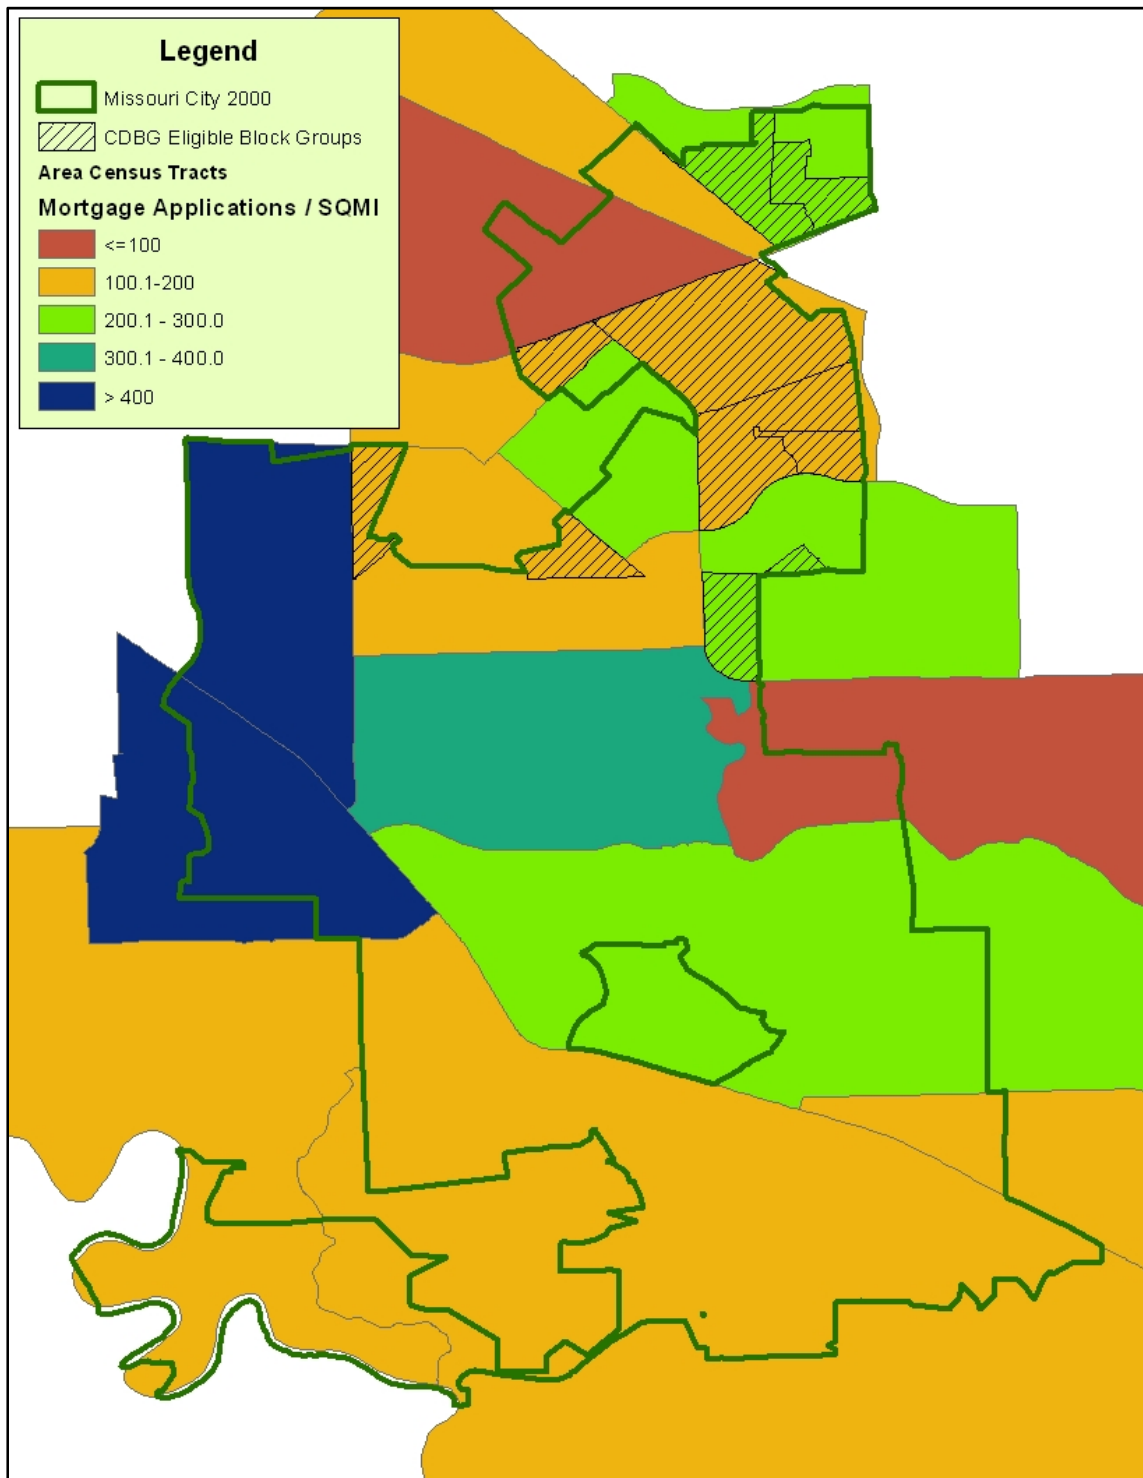 Legend
Missouri City 2000
CDBG Eligible Block Groups
Area Census Tracts
Mortgage Applications / SQMI
<=100
100.1-200
200.1 - 300.0
300.1 - 400.0
> 400